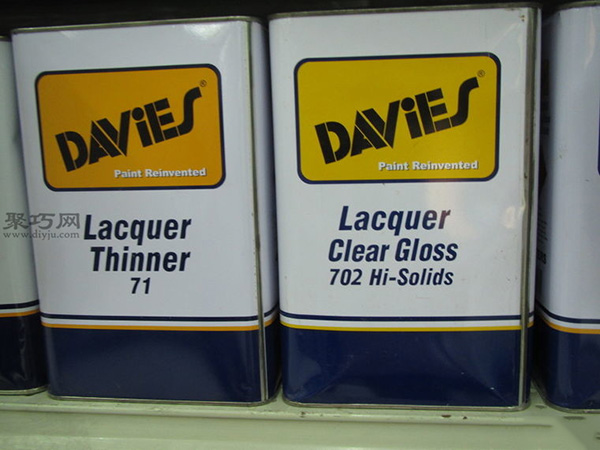 DAViES®
Paint Reinvented
Lacquer
Thinner
71
DAViES®
Paint Reinvented
Lacquer
Clear Gloss
702 Hi-Solids
聚巧网
www.diyju.com